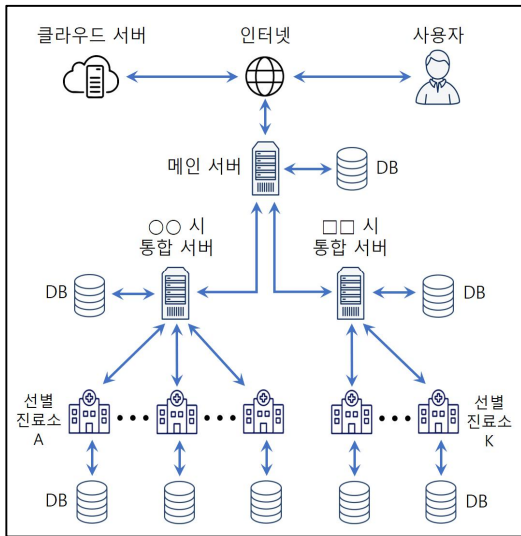 클라우드 서버
인터넷
사용자
메인 서버
DB
○○ 시
통합 서버
□□ 시
통합 서버
DB
DB
선별
진료소
A
선별
진료소
K
DB
DB